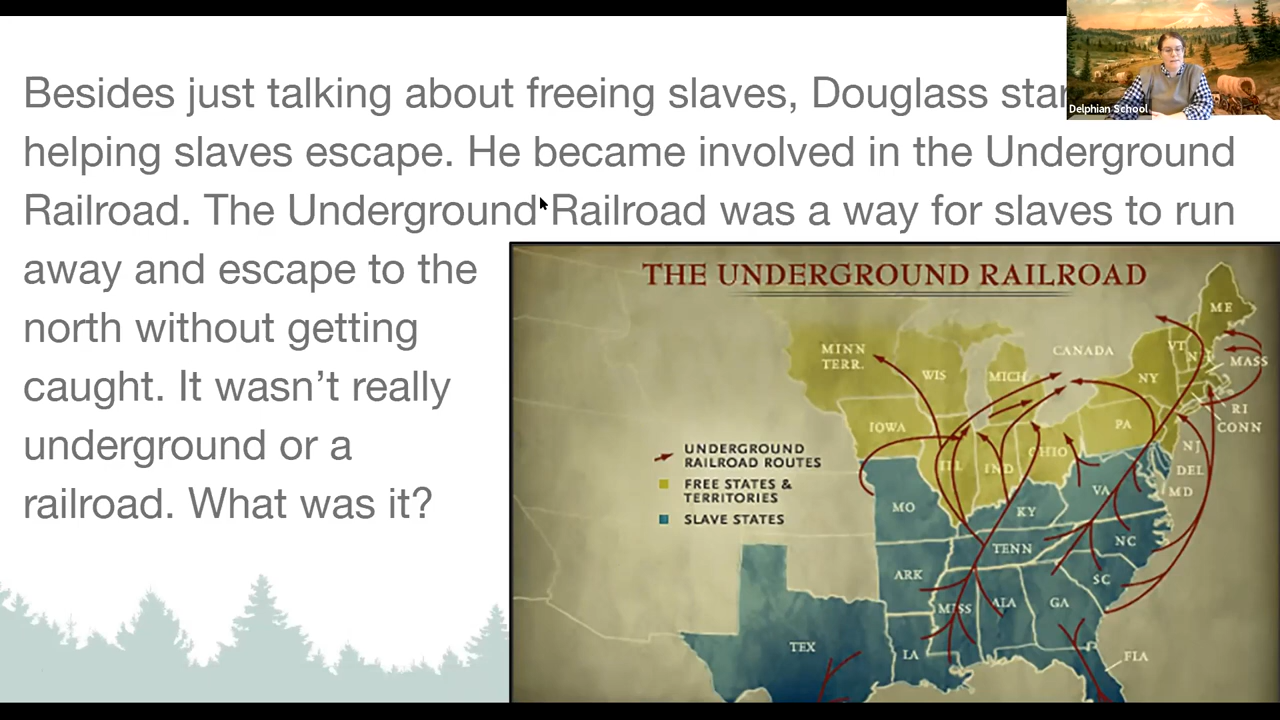 Besides just talking about freeing slaves, Douglass
helping slaves escape. He became involved in the Underground
Railroad. The Underground Railroad was a way for slaves to run
away and escape to the
north without getting
caught. It wasn't really
underground or a
railroad. What was it?
Delphian School
THE UNDERGROUND RAILROAD
ME
MINN
TERR.
CANADA
VT
MASS
WIS
MICH
NY
RI
CONN
IOWA
PA
UNDERGROUND
RAILROAD ROUTES
FREE STATES &
TERRITORIES
SLAVE STATES
ILL
IND
OHIO
NJ
DEL
MD
MO
KY
VA
TENN
NC
ARK
SC
MISS
ALA
GA
TEX
LA
FLA